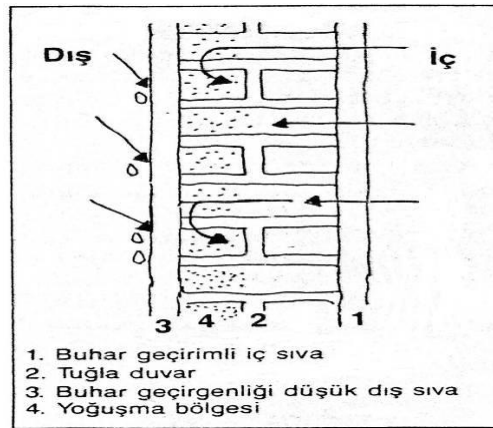 Dış
İç
3 4 2 1
1. Buhar geçirimli iç sıva
2. Tuğla duvar
3. Buhar geçirgenliği düşük dış sıva
4. Yoğuşma bölgesi